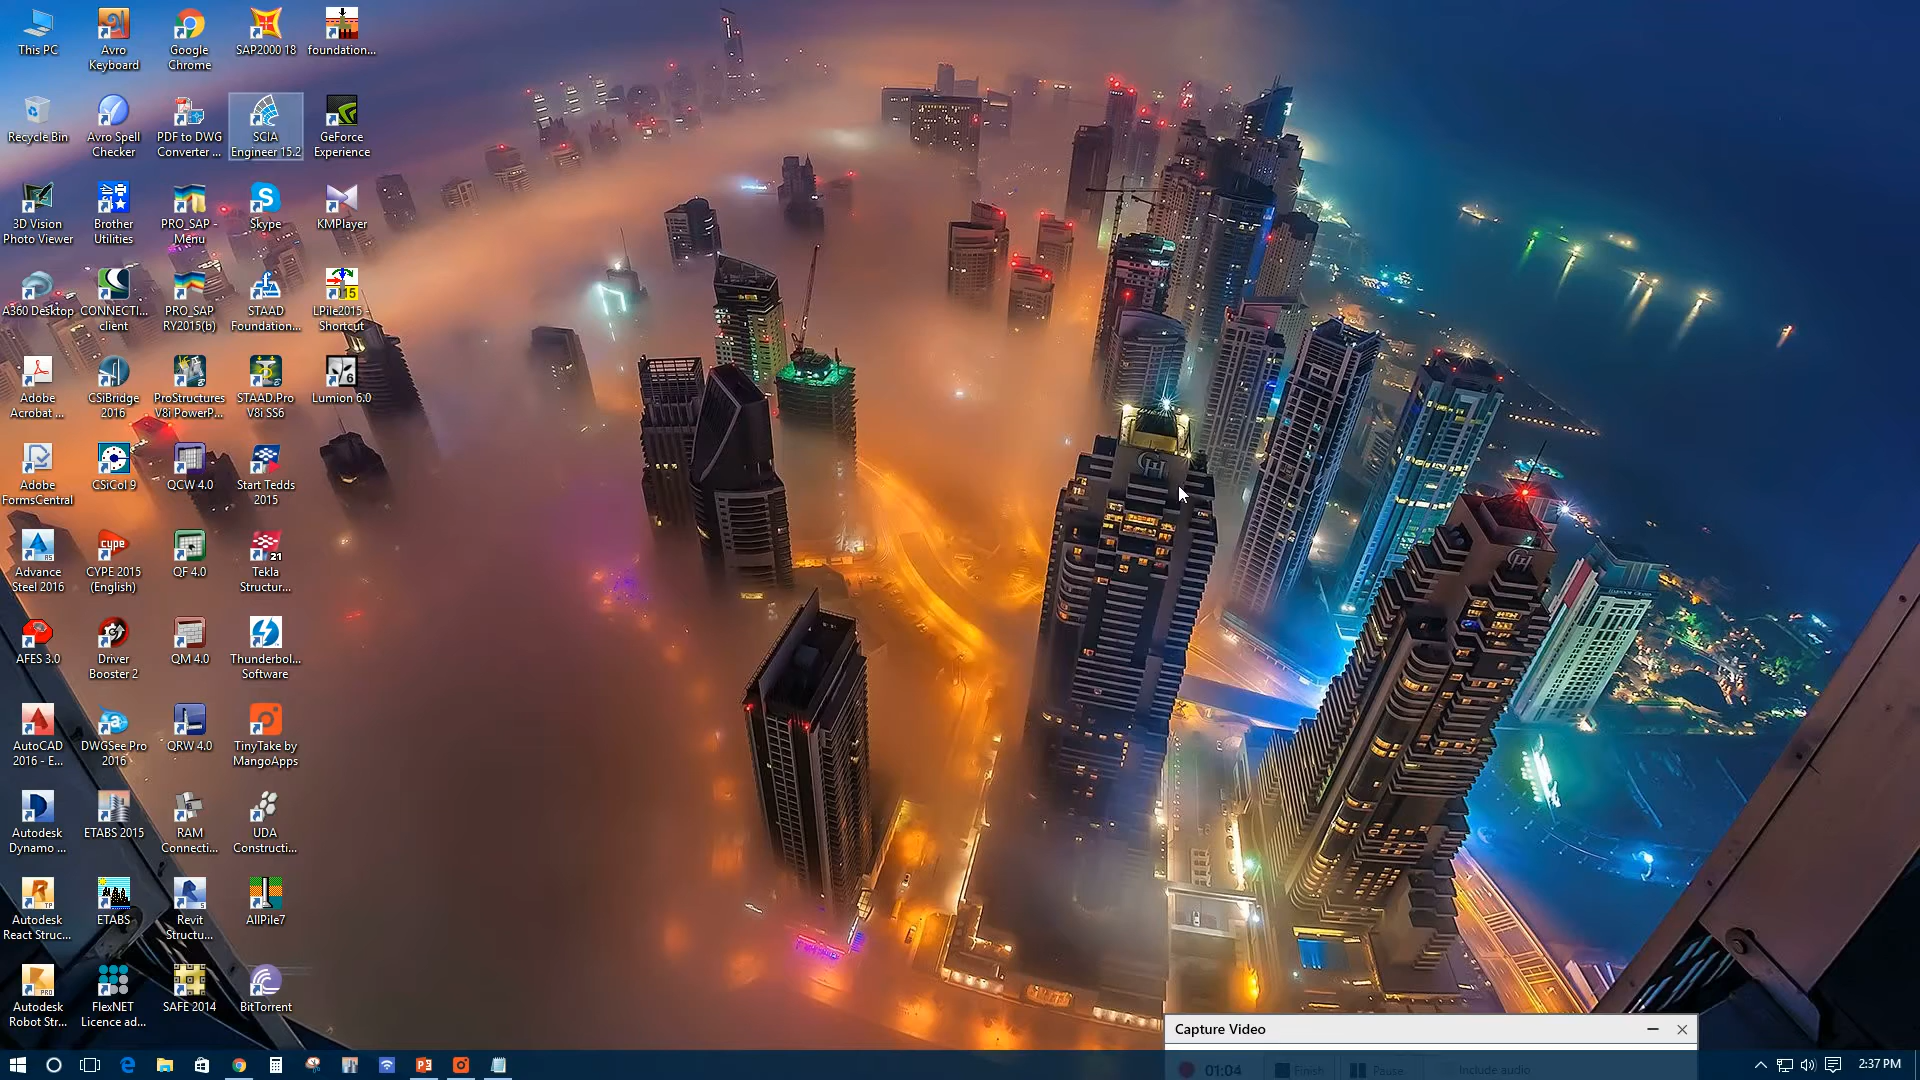 This PC
Avro
Keyboard
Google
Chrome
SAP2000 18
foundation...
Recycle Bin
Avro Spell
Checker
PDF to DWG
Converter ...
SCIA
Engineer 15.2
GeForce
Experience
3D Vision
Photo Viewer
Brother
Utilities
PRO_SAP -
Menu
Skype
KMPlayer
A360 Desktop
CONNECTI...
client
PRO_SAP
RY2015(b)
STAAD
Foundation...
LPile2015 -
Shortcut
Adobe
Acrobat ...
CSiBridge
2016
ProStructures
V8i PowerP...
STAAD.Pro
V8i SS6
Lumion 6.0
Adobe
FormsCentral
CSiCol 9
QCW 4.0
Start Tedds
2015
Advance
Steel 2016
CYPE 2015
(English)
QF 4.0
Tekla
Structur...
AFES 3.0
Driver
Booster 2
QM 4.0
Thunderbol...
Software
AutoCAD
2016 - E...
DWGSee Pro
2016
QRW 4.0
TinyTake by
MangoApps
Autodesk
Dynamo ...
ETABS 2015
RAM
Connecti...
UDA
Constructi...
Autodesk
React Struc...
ETABS
Revit
Structu...
AllPile7
Autodesk
Robot Str...
FlexNET
Licence ad...
SAFE 2014
BitTorrent
Capture Video
01:04
Finish
Pause
Include audio
2:37 PM